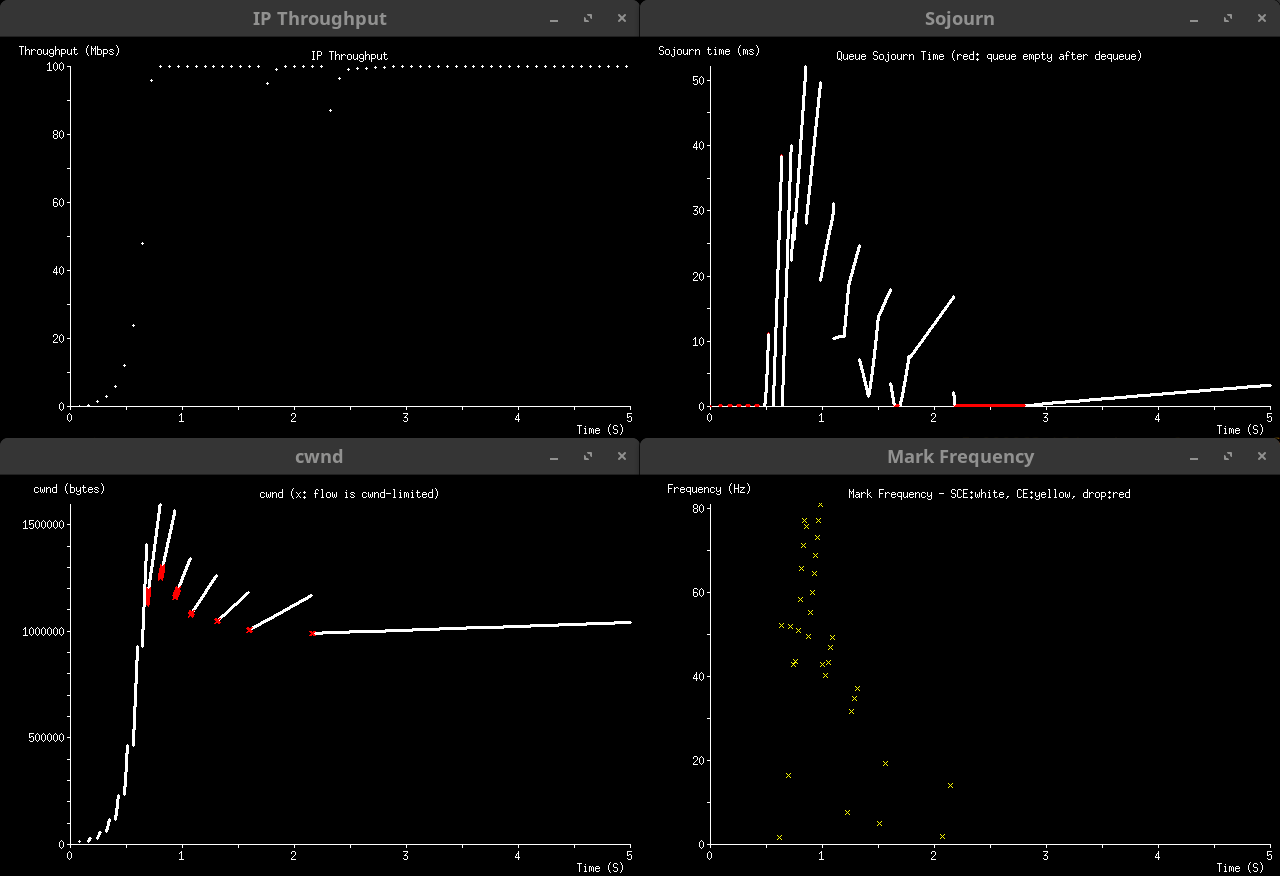 IP Throughput
Throughput (Mbps)
IP Throughput
100
80
60
40
20
0
0 1 2 3 4 5
Time (S)
Sojourn
Sojourn time (ms)
Queue Sojourn Time (red: queue empty after dequeue)
50
40
30
20
10
0
0 1 2 3 4 5
Time (S)
cwnd
cwnd (bytes)
cwnd (x: flow is cwnd-limited)
1500000
1000000
500000
0
0 1 2 3 4 5
Time (S)
Mark Frequency
Frequency (Hz)
Mark Frequency - SCE:white, CE:yellow, drop:red
80
60
40
20
0
0 1 2 3 4 5
Time (S)